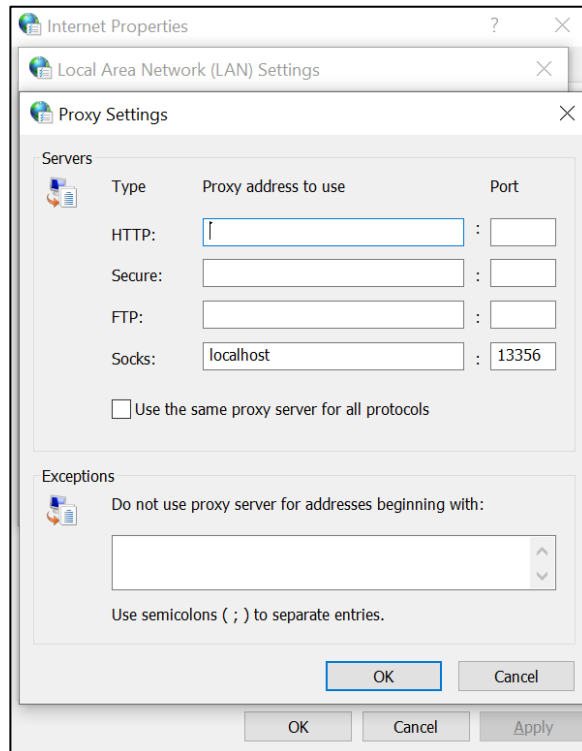 Internet Properties ?
Local Area Network (LAN) Settings
Proxy Settings
Servers
Type Proxy address to use Port
HTTP: :
Secure: :
FTP: :
Socks: localhost : 13356
Use the same proxy server for all protocols
Exceptions
Do not use proxy server for addresses beginning with:
Use semicolons ( ; ) to separate entries.
OK Cancel
OK Cancel Apply